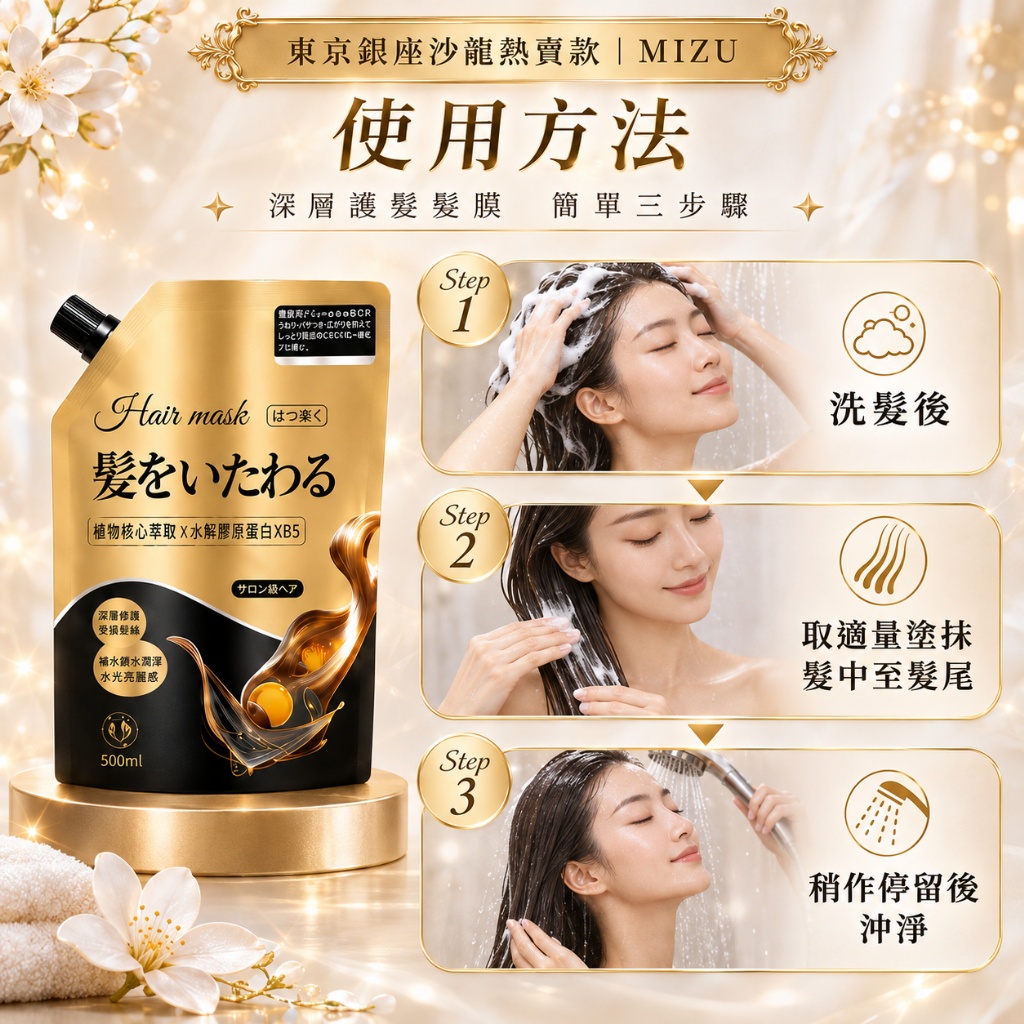 東京銀座沙龍熱賣款 | MIZU
使用方法
深層護髮髮膜 簡單三步驟
Hair mask
はつ楽く
髪をいたわる
植物核心萃取 x 水解膠原蛋白XB5
サロン級ヘア
深層修護
受損髮絲
補水鎖水潤澤
水光亮麗感
500ml
Step
1
洗髮後
Step
2
取適量塗抹
髮中至髮尾
Step
3
稍作停留後
沖淨